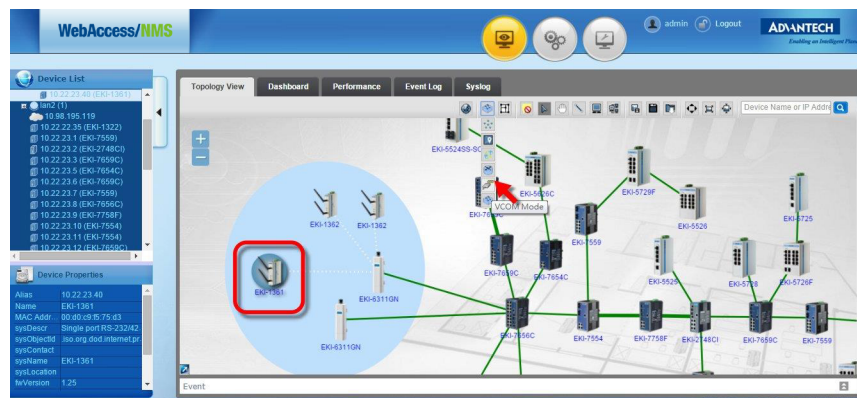 WebAccess/NMS
admin
Logout
ADVANTECH
Enabling an Intelligent Planet
Device List
10.22.23.40 (EKI-1361)
lan2 (1)
10.98.195.119
10.22.22.35 (EKI-1322)
10.22.23.1 (EKI-7559)
10.22.23.2 (EKI-2748CI)
10.22.23.3 (EKI-7659C)
10.22.23.5 (EKI-7654C)
10.22.23.6 (EKI-7659C)
10.22.23.7 (EKI-7559)
10.22.23.8 (EKI-7656C)
10.22.23.9 (EKI-7758F)
10.22.23.10 (EKI-7554)
10.22.23.11 (EKI-7554)
10.22.23.12 (EKI-7659C)
Device Properties
Alias 10.22.23.40
Name EKI-1361
MAC Addr. 00:d0:c9:f5:75:d3
sysDescr Single port RS-232/42
sysObjectId .iso.org.dod.internet.pr
sysContact
sysName EKI-1361
sysLocation
fwVersion 1.25
Topology View Dashboard Performance Event Log Syslog
Device Name or IP Addre
EKI-5524SS-SC
EKI-5626C
EKI-5729F
VCOM Mode
EKI-1362
EKI-1362
EKI-5526
EKI-5725
EKI-7559
EKI-1361
EKI-6311GN
EKI-7659C
EKI-7654C
EKI-5525
EKI-5728
EKI-5726F
EKI-6311GN
EKI-7656C
EKI-7554
EKI-7758F
EKI-2748CI
EKI-7659C
EKI-7559
Event